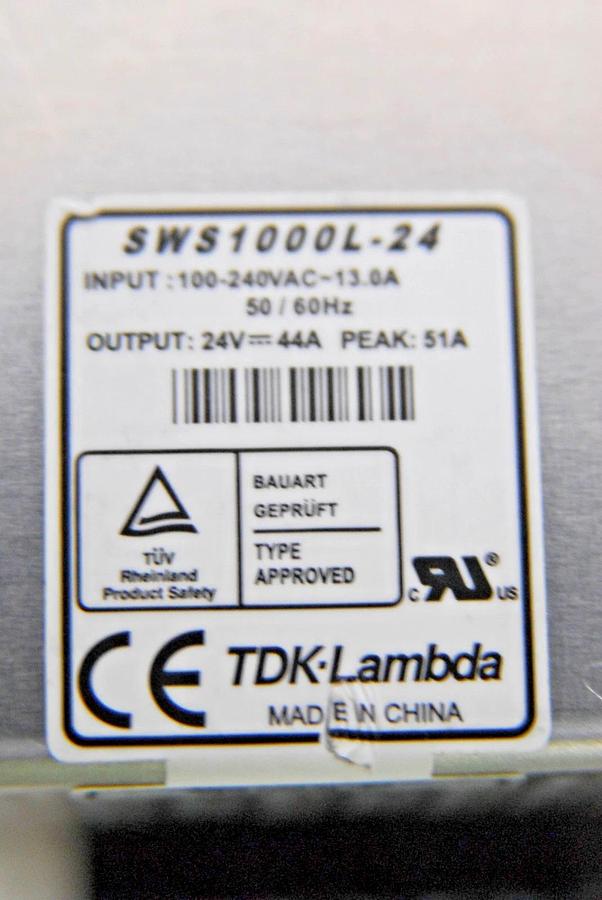 SWS1000L-24
INPUT : 100-240VAC~13.0A
50 / 60Hz
OUTPUT: 24V⎓44A PEAK: 51A
TÜV
Rheinland
Product Safety
BAUART
GEPRÜFT
TYPE
APPROVED
c RU ® US
CE TDK·Lambda
MADE IN CHINA